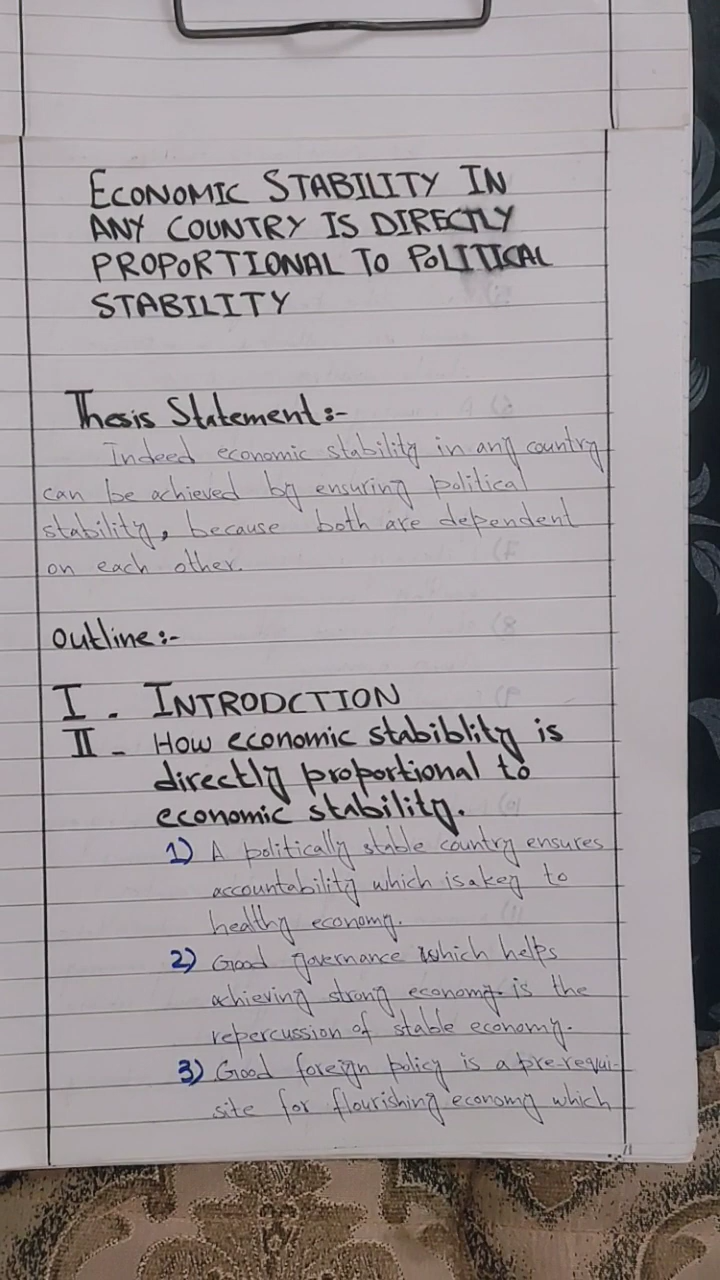 ECONOMIC STABILITY IN
ANY COUNTRY IS DIRECTLY
PROPORTIONAL TO POLITICAL
STABILITY
Thesis Statement:-
Indeed economic stability in any country
can be achieved by ensuring political
stability, because both are dependent
on each other.
outline:-
I. INTRODCTION
II- How economic stabiblity is
directly proportional to
economic stability.
1) A politically stable country ensures
accountability which is a key to
healthy economy.
2) Good governance which helps
achieving strong economy is the
repercussion of stable economy.
3) Good foreign policy is a pre-requi-
site for flourishing economy which